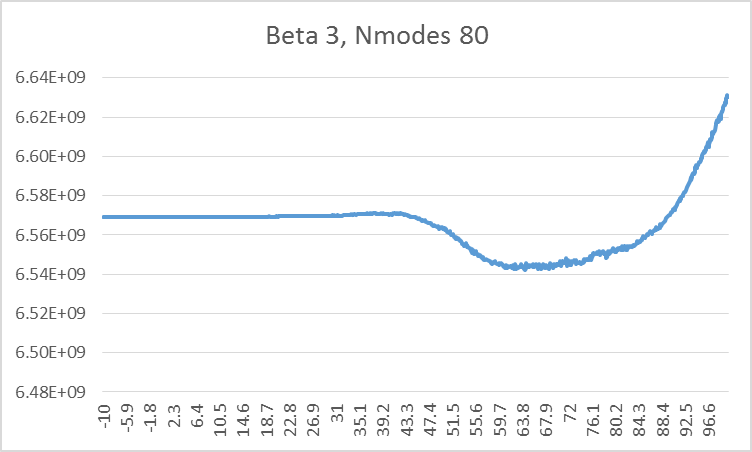 Beta 3, Nmodes 80
6.64E+09
6.62E+09
6.60E+09
6.58E+09
6.56E+09
6.54E+09
6.52E+09
6.50E+09
6.48E+09
-10
-5.9
-1.8
2.3
6.4
10.5
14.6
18.7
22.8
26.9
31
35.1
39.2
43.3
47.4
51.5
55.6
59.7
63.8
67.9
72
76.1
80.2
84.3
88.4
92.5
96.6